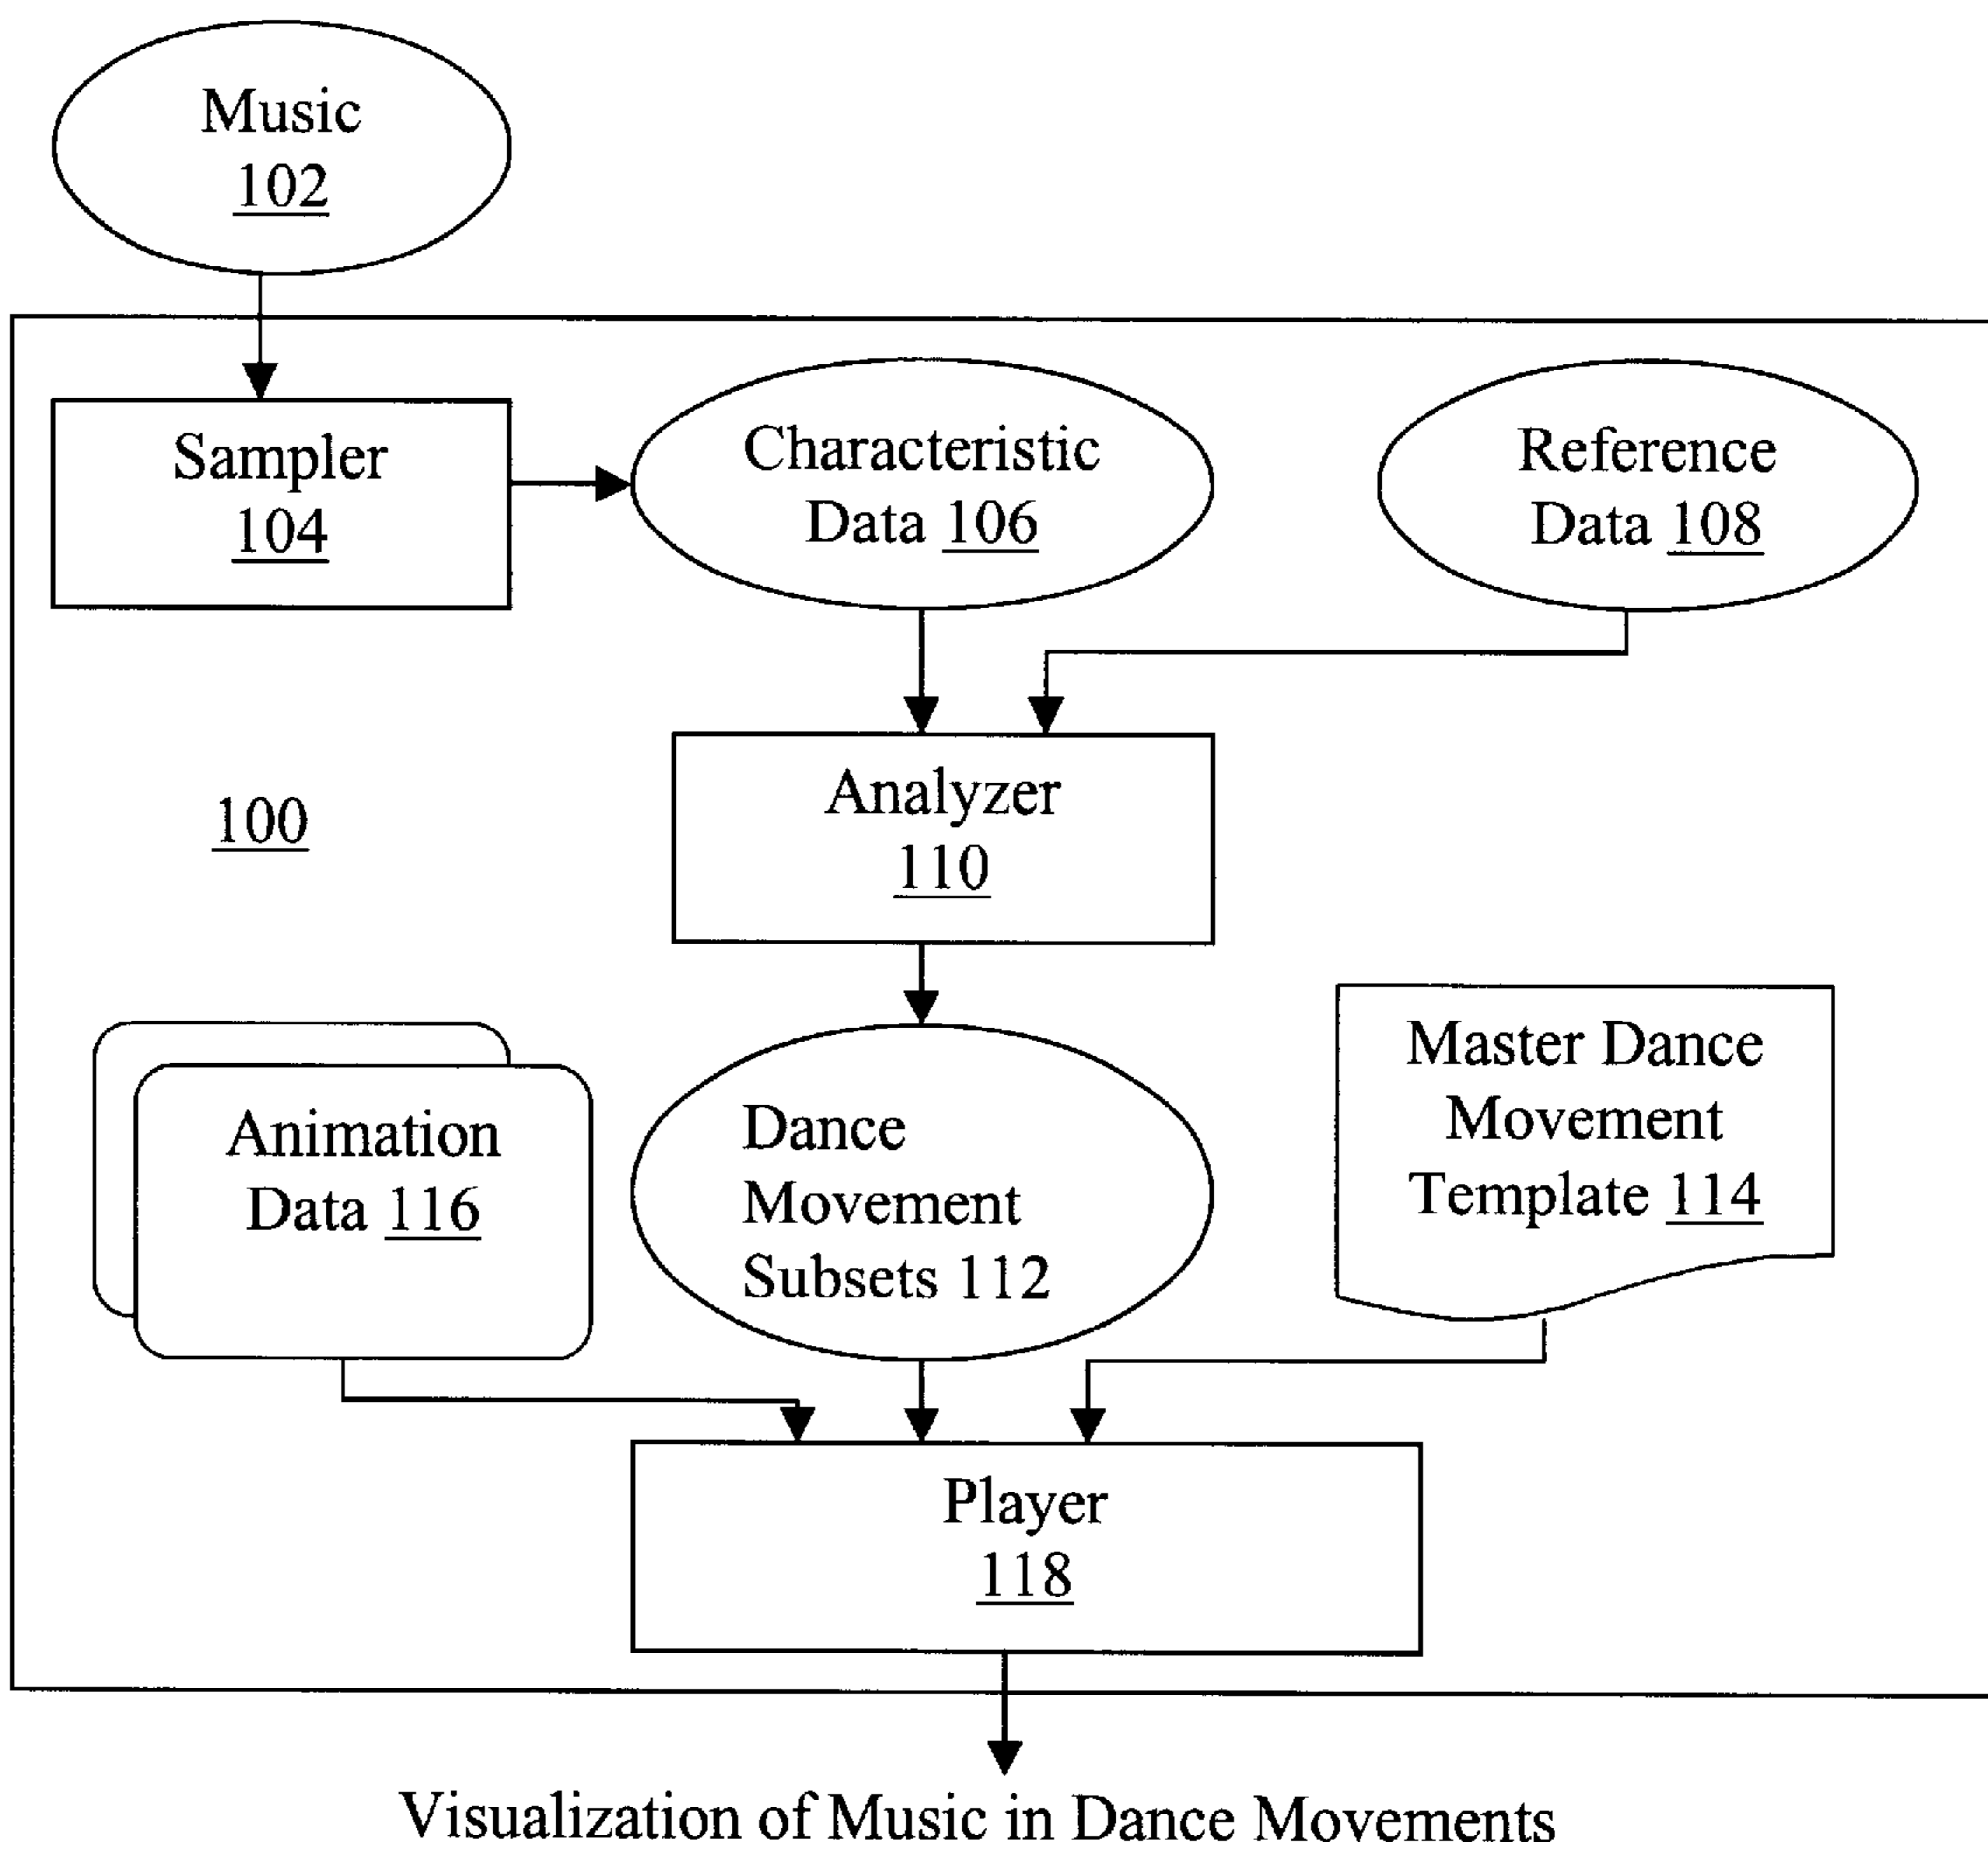 Music
102
Sampler
104
Characteristic
Data 106
Reference
Data 108
100
Analyzer
110
Animation
Data 116
Dance
Movement
Subsets 112
Master Dance
Movement
Template 114
Player
118
Visualization of Music in Dance Movements